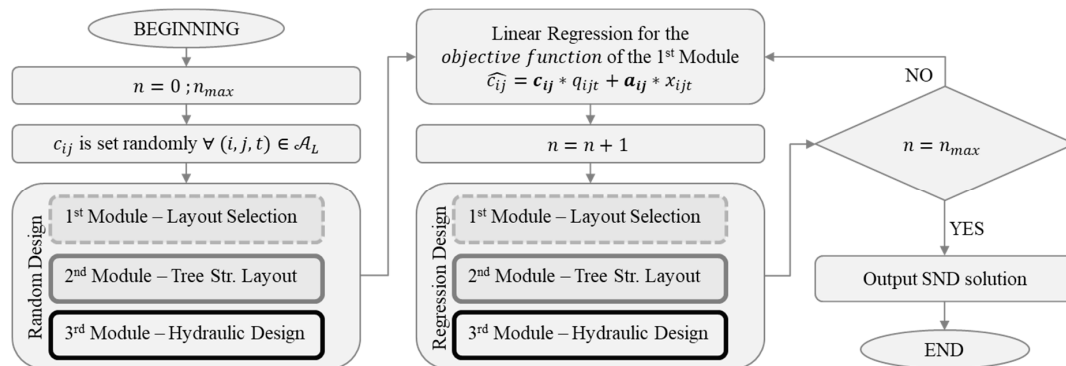 BEGINNING
n = 0 ; n_max
c_ij is set randomly ∀ (i, j, t) ∈ 𝒜_L
Random Design
1st Module – Layout Selection
2nd Module – Tree Str. Layout
3rd Module – Hydraulic Design
Linear Regression for the
objective function of the 1st Module
ĉ_ij = c_ij * q_ijt + a_ij * x_ijt
n = n + 1
Regression Design
1st Module – Layout Selection
2nd Module – Tree Str. Layout
3rd Module – Hydraulic Design
NO
n = n_max
YES
Output SND solution
END